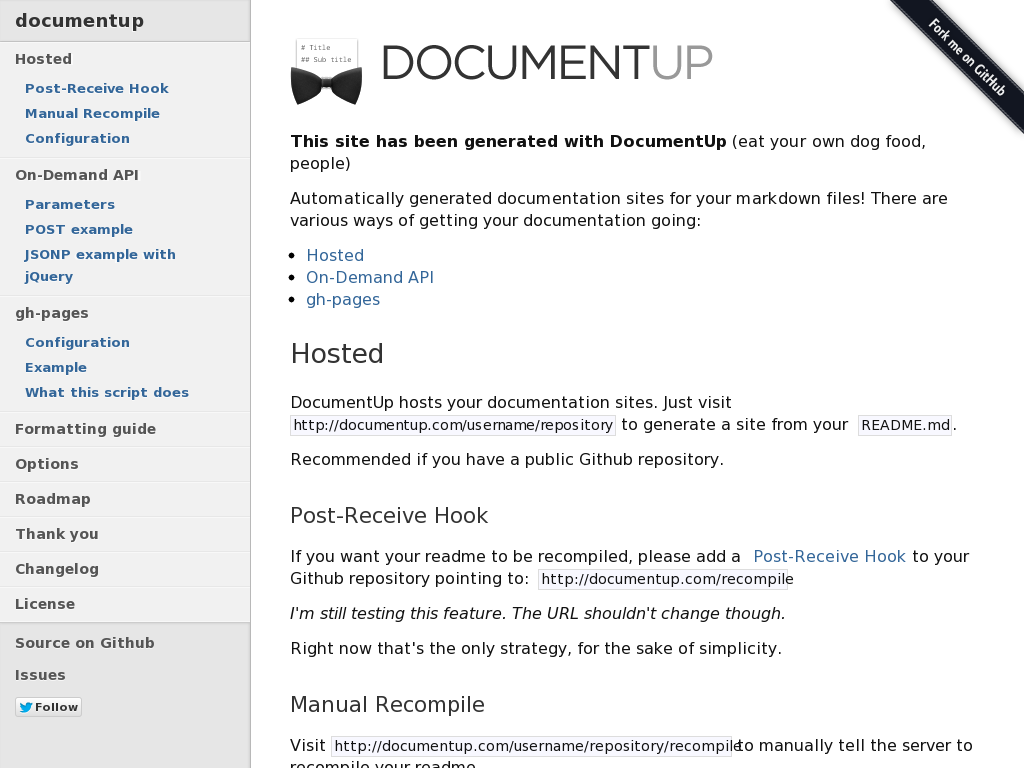 documentup
Hosted
Post-Receive Hook
Manual Recompile
Configuration
On-Demand API
Parameters
POST example
JSONP example with
jQuery
gh-pages
Configuration
Example
What this script does
Formatting guide
Options
Roadmap
Thank you
Changelog
License
Source on Github
Issues
Follow
# Title
## Sub title
DOCUMENTUP
Fork me on GitHub
This site has been generated with DocumentUp (eat your own dog food,
people)
Automatically generated documentation sites for your markdown files! There are
various ways of getting your documentation going:
Hosted
On-Demand API
gh-pages
Hosted
DocumentUp hosts your documentation sites. Just visit
http://documentup.com/username/repository to generate a site from your README.md.
Recommended if you have a public Github repository.
Post-Receive Hook
If you want your readme to be recompiled, please add a Post-Receive Hook to your
Github repository pointing to: http://documentup.com/recompile
I'm still testing this feature. The URL shouldn't change though.
Right now that's the only strategy, for the sake of simplicity.
Manual Recompile
Visit http://documentup.com/username/repository/recompile to manually tell the server to
recompile your readme.